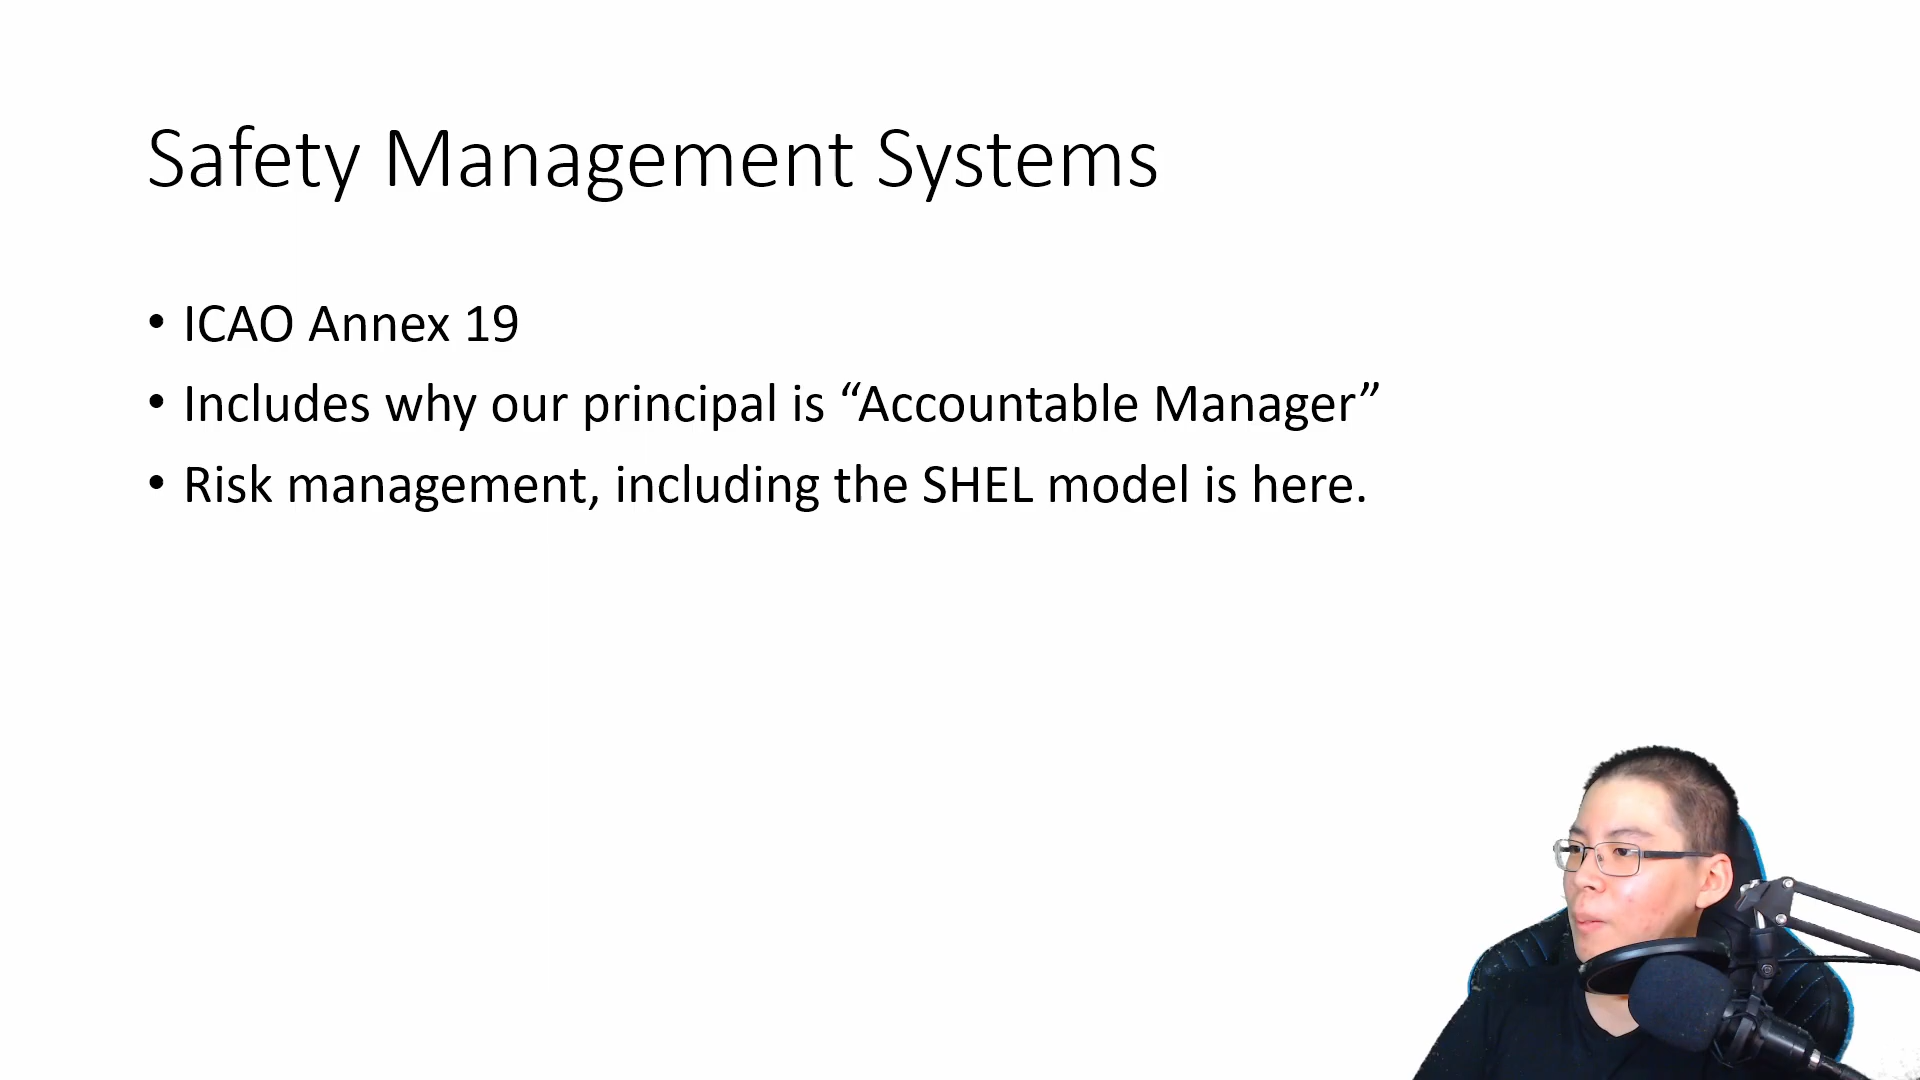 Safety Management Systems
• ICAO Annex 19
• Includes why our principal is “Accountable Manager”
• Risk management, including the SHEL model is here.